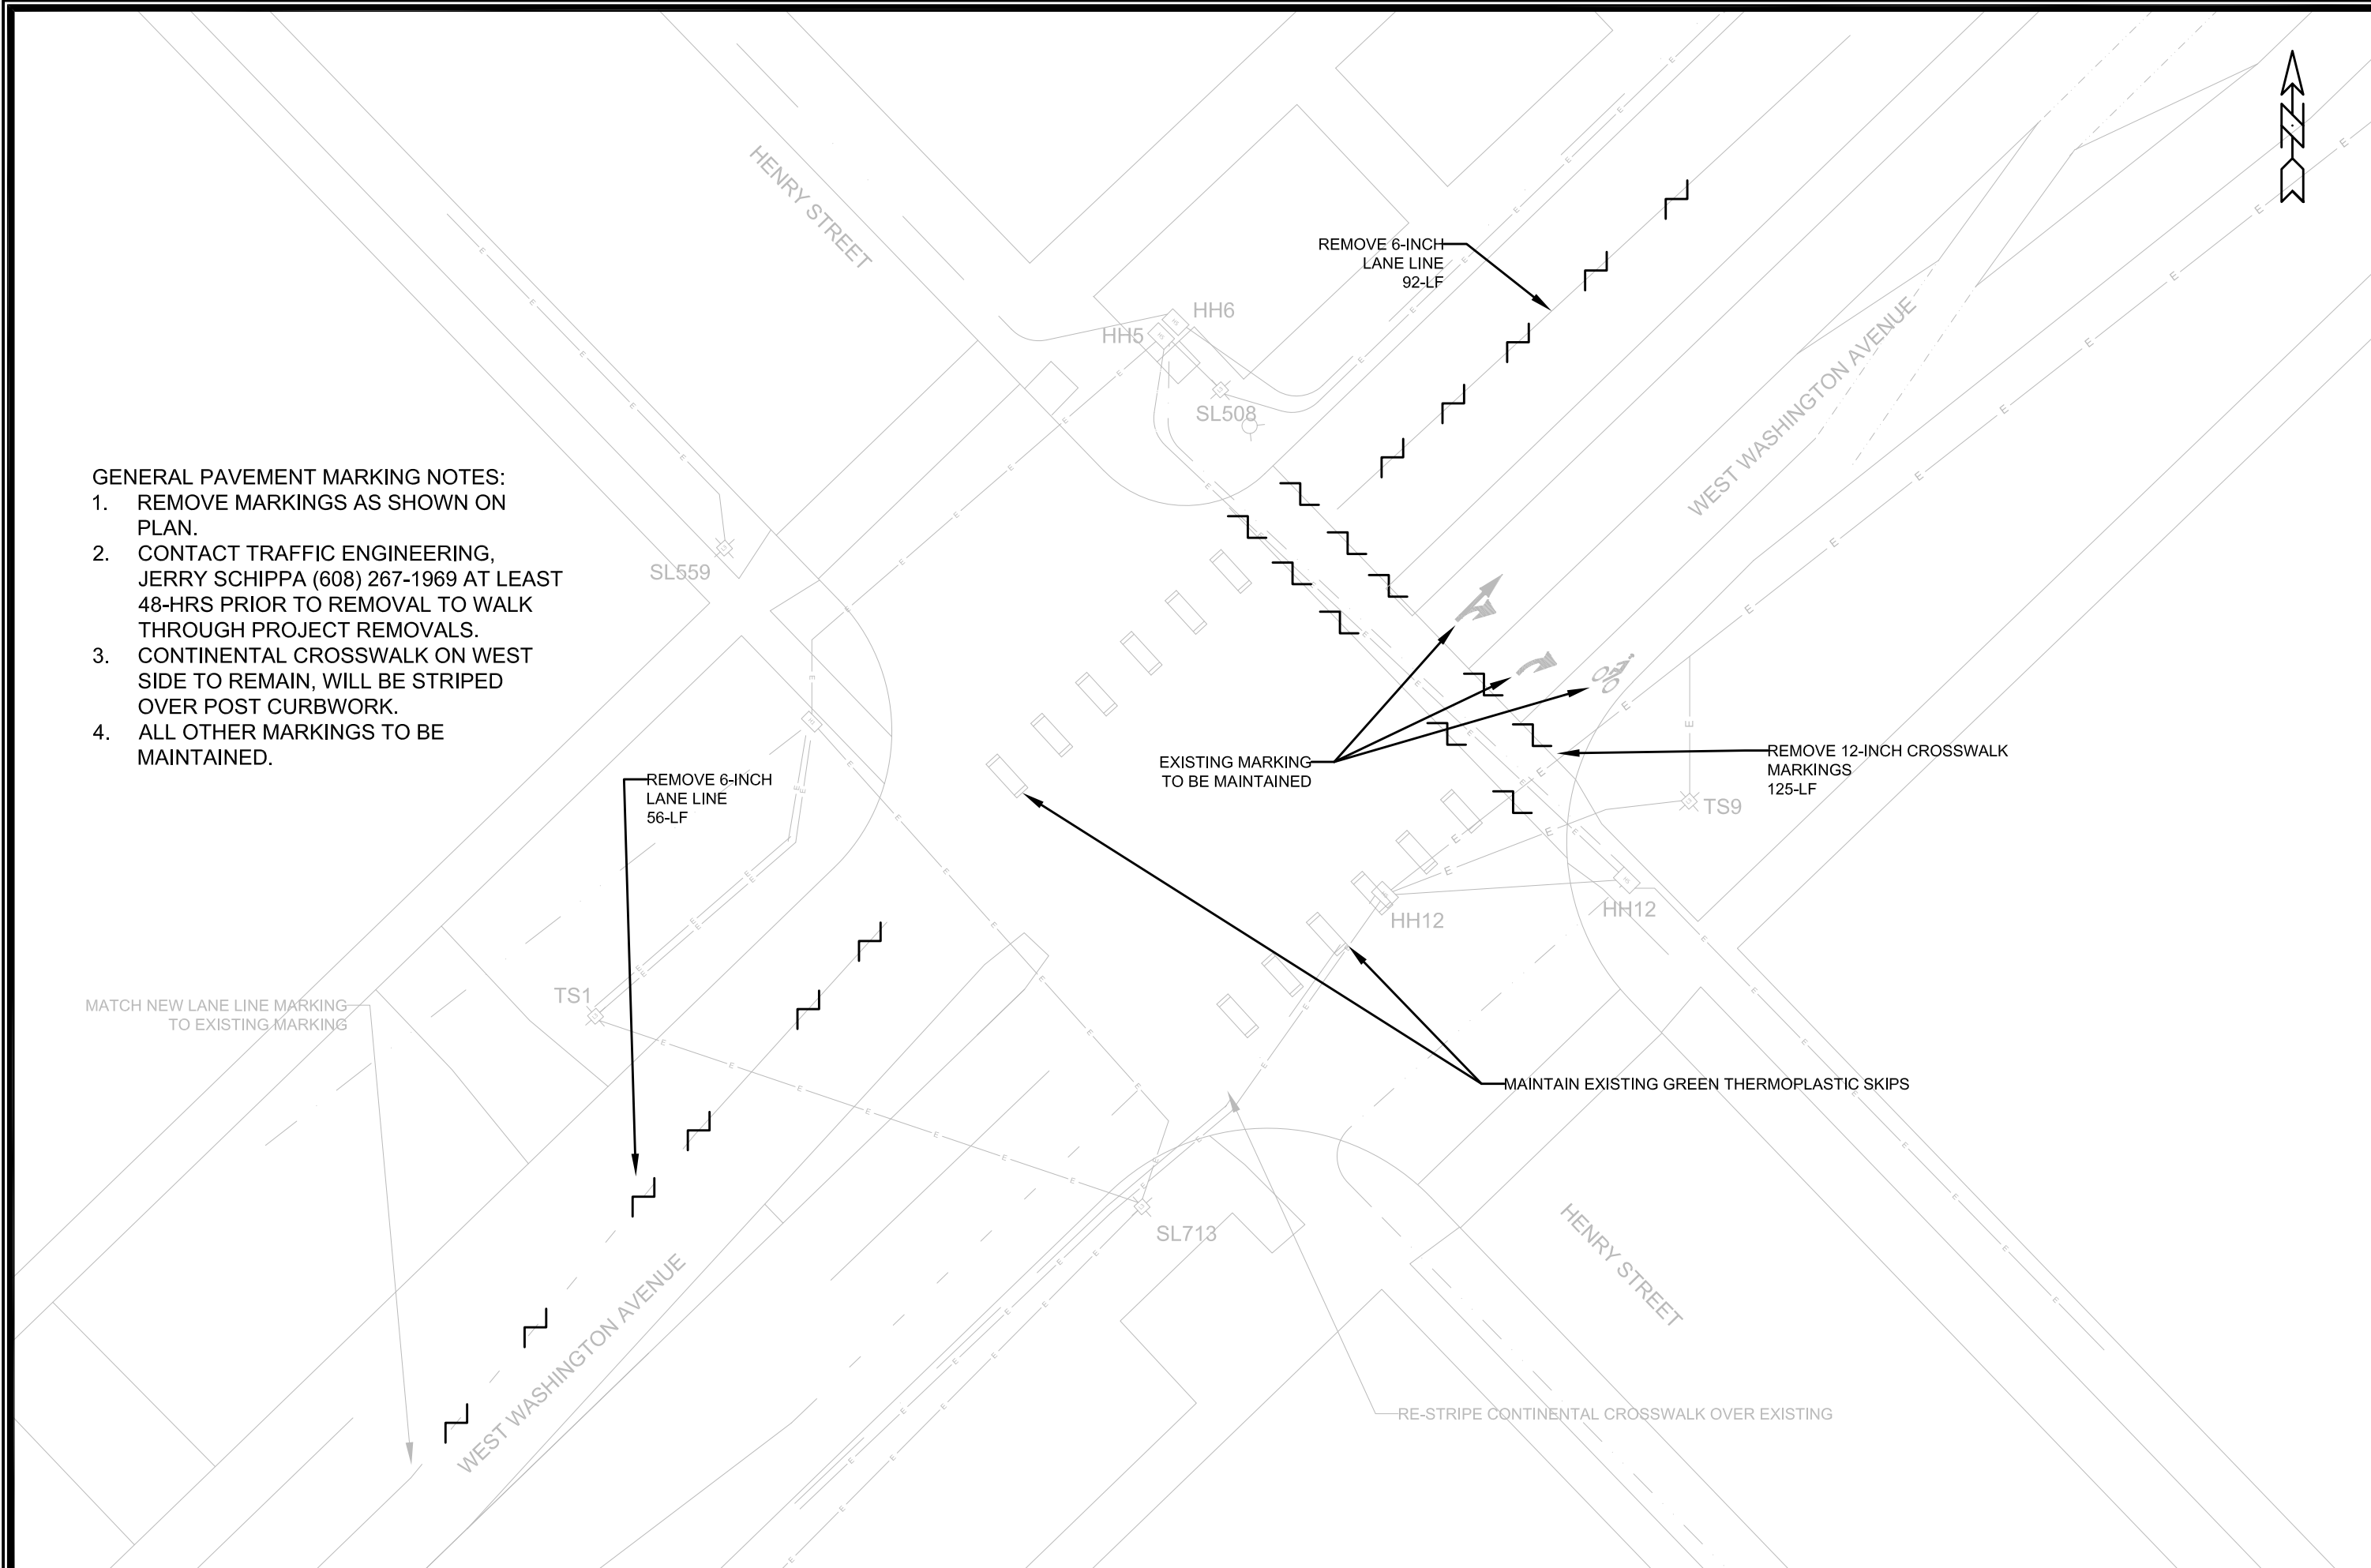 HENRY STREET
REMOVE 6-INCH
LANE LINE
92-LF
HH6
HH5
SL508
WEST WASHINGTON AVENUE
GENERAL PAVEMENT MARKING NOTES:
1. REMOVE MARKINGS AS SHOWN ON
PLAN.
2. CONTACT TRAFFIC ENGINEERING,
JERRY SCHIPPA (608) 267-1969 AT LEAST
48-HRS PRIOR TO REMOVAL TO WALK
THROUGH PROJECT REMOVALS.
3. CONTINENTAL CROSSWALK ON WEST
SIDE TO REMAIN, WILL BE STRIPED
OVER POST CURBWORK.
4. ALL OTHER MARKINGS TO BE
MAINTAINED.
SL559
REMOVE 6-INCH
LANE LINE
56-LF
EXISTING MARKING
TO BE MAINTAINED
REMOVE 12-INCH CROSSWALK
MARKINGS
125-LF
TS9
HH12
HH12
TS1
MATCH NEW LANE LINE MARKING
TO EXISTING MARKING
MAINTAIN EXISTING GREEN THERMOPLASTIC SKIPS
SL713
HENRY STREET
WEST WASHINGTON AVENUE
RE-STRIPE CONTINENTAL CROSSWALK OVER EXISTING